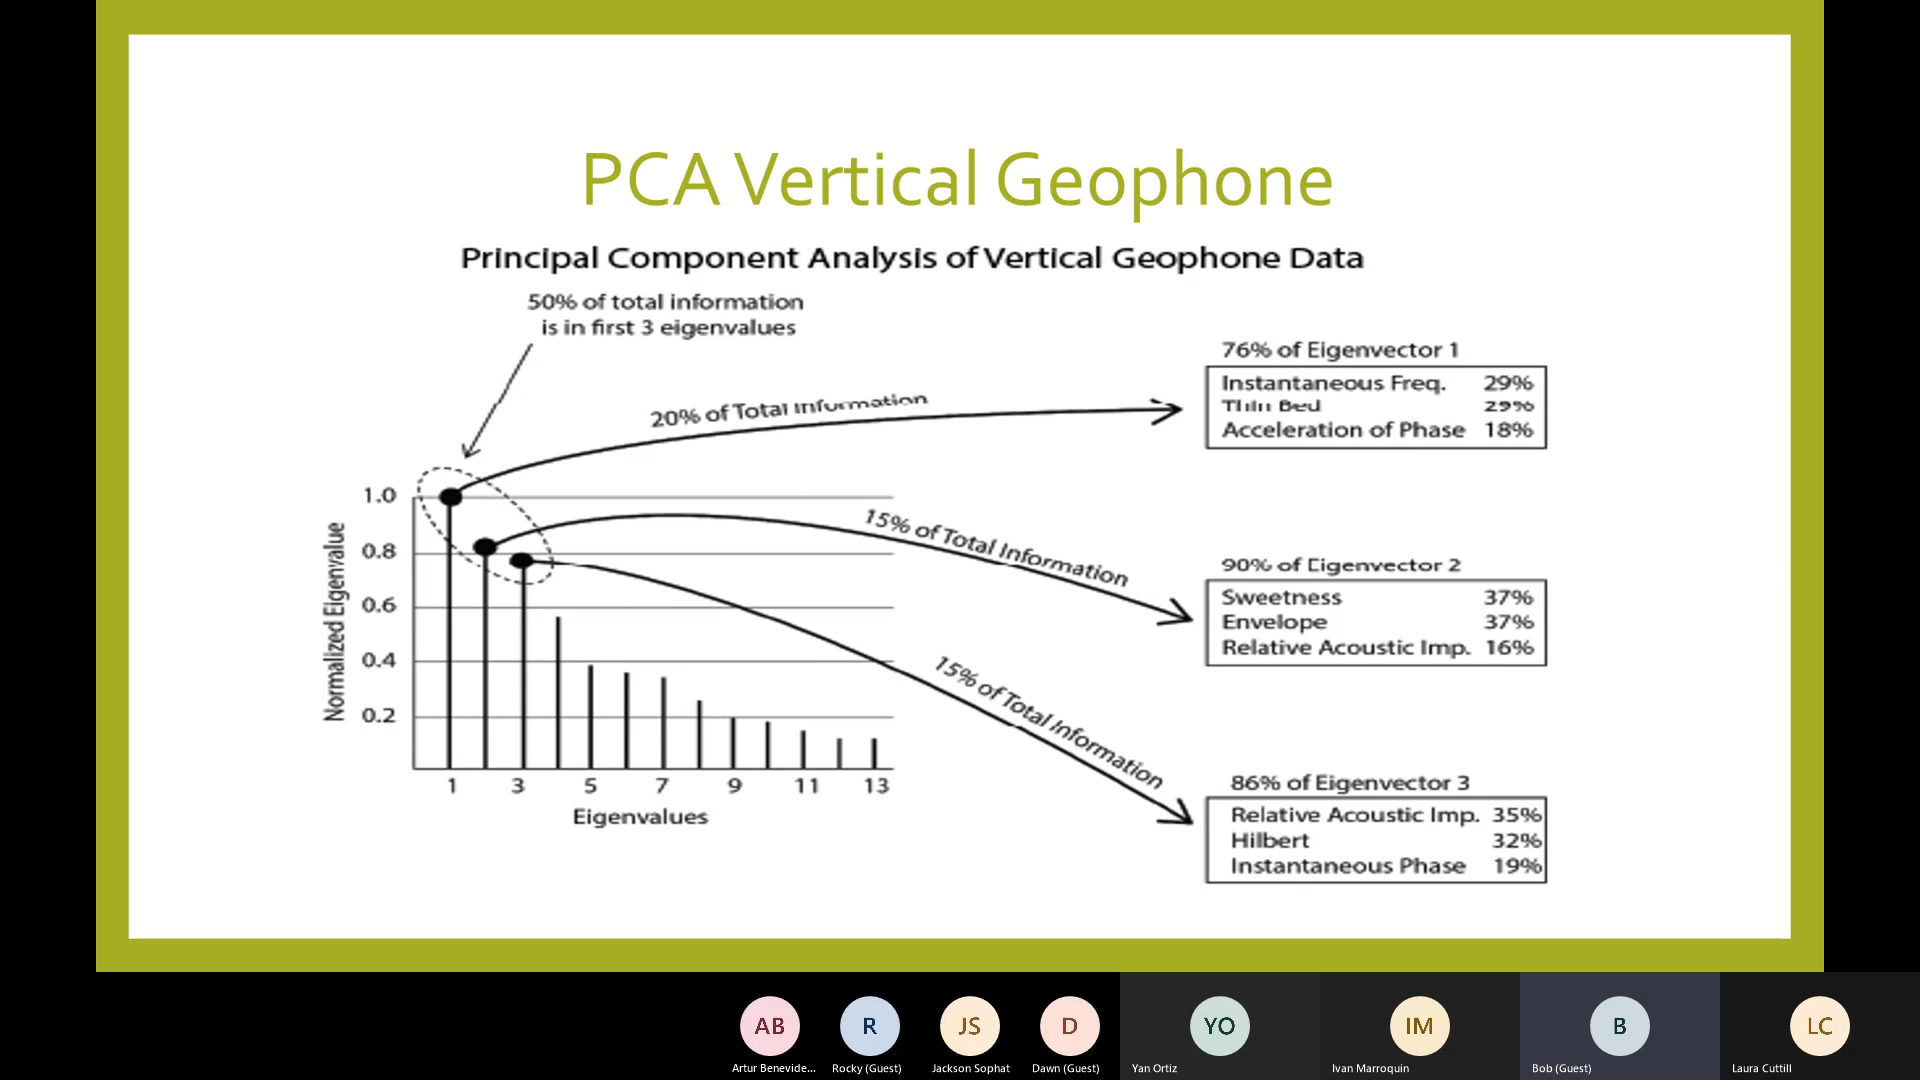 PCA Vertical Geophone
Principal Component Analysis of Vertical Geophone Data
50% of total information
is in first 3 eigenvalues
20% of Total Information
15% of Total Information
15% of Total Information
76% of Eigenvector 1
Instantaneous Freq. 29%
Thin Bed 29%
Acceleration of Phase 18%
90% of Eigenvector 2
Sweetness 37%
Envelope 37%
Relative Acoustic Imp. 16%
86% of Eigenvector 3
Relative Acoustic Imp. 35%
Hilbert 32%
Instantaneous Phase 19%
Normalized Eigenvalue
1.0
0.8
0.6
0.4
0.2
1 3 5 7 9 11 13
Eigenvalues
AB R JS D YO IM B LC
Artur Benevide... Rocky (Guest) Jackson Sophat Dawn (Guest) Yan Ortiz Ivan Marroquin Bob (Guest) Laura Cuttill